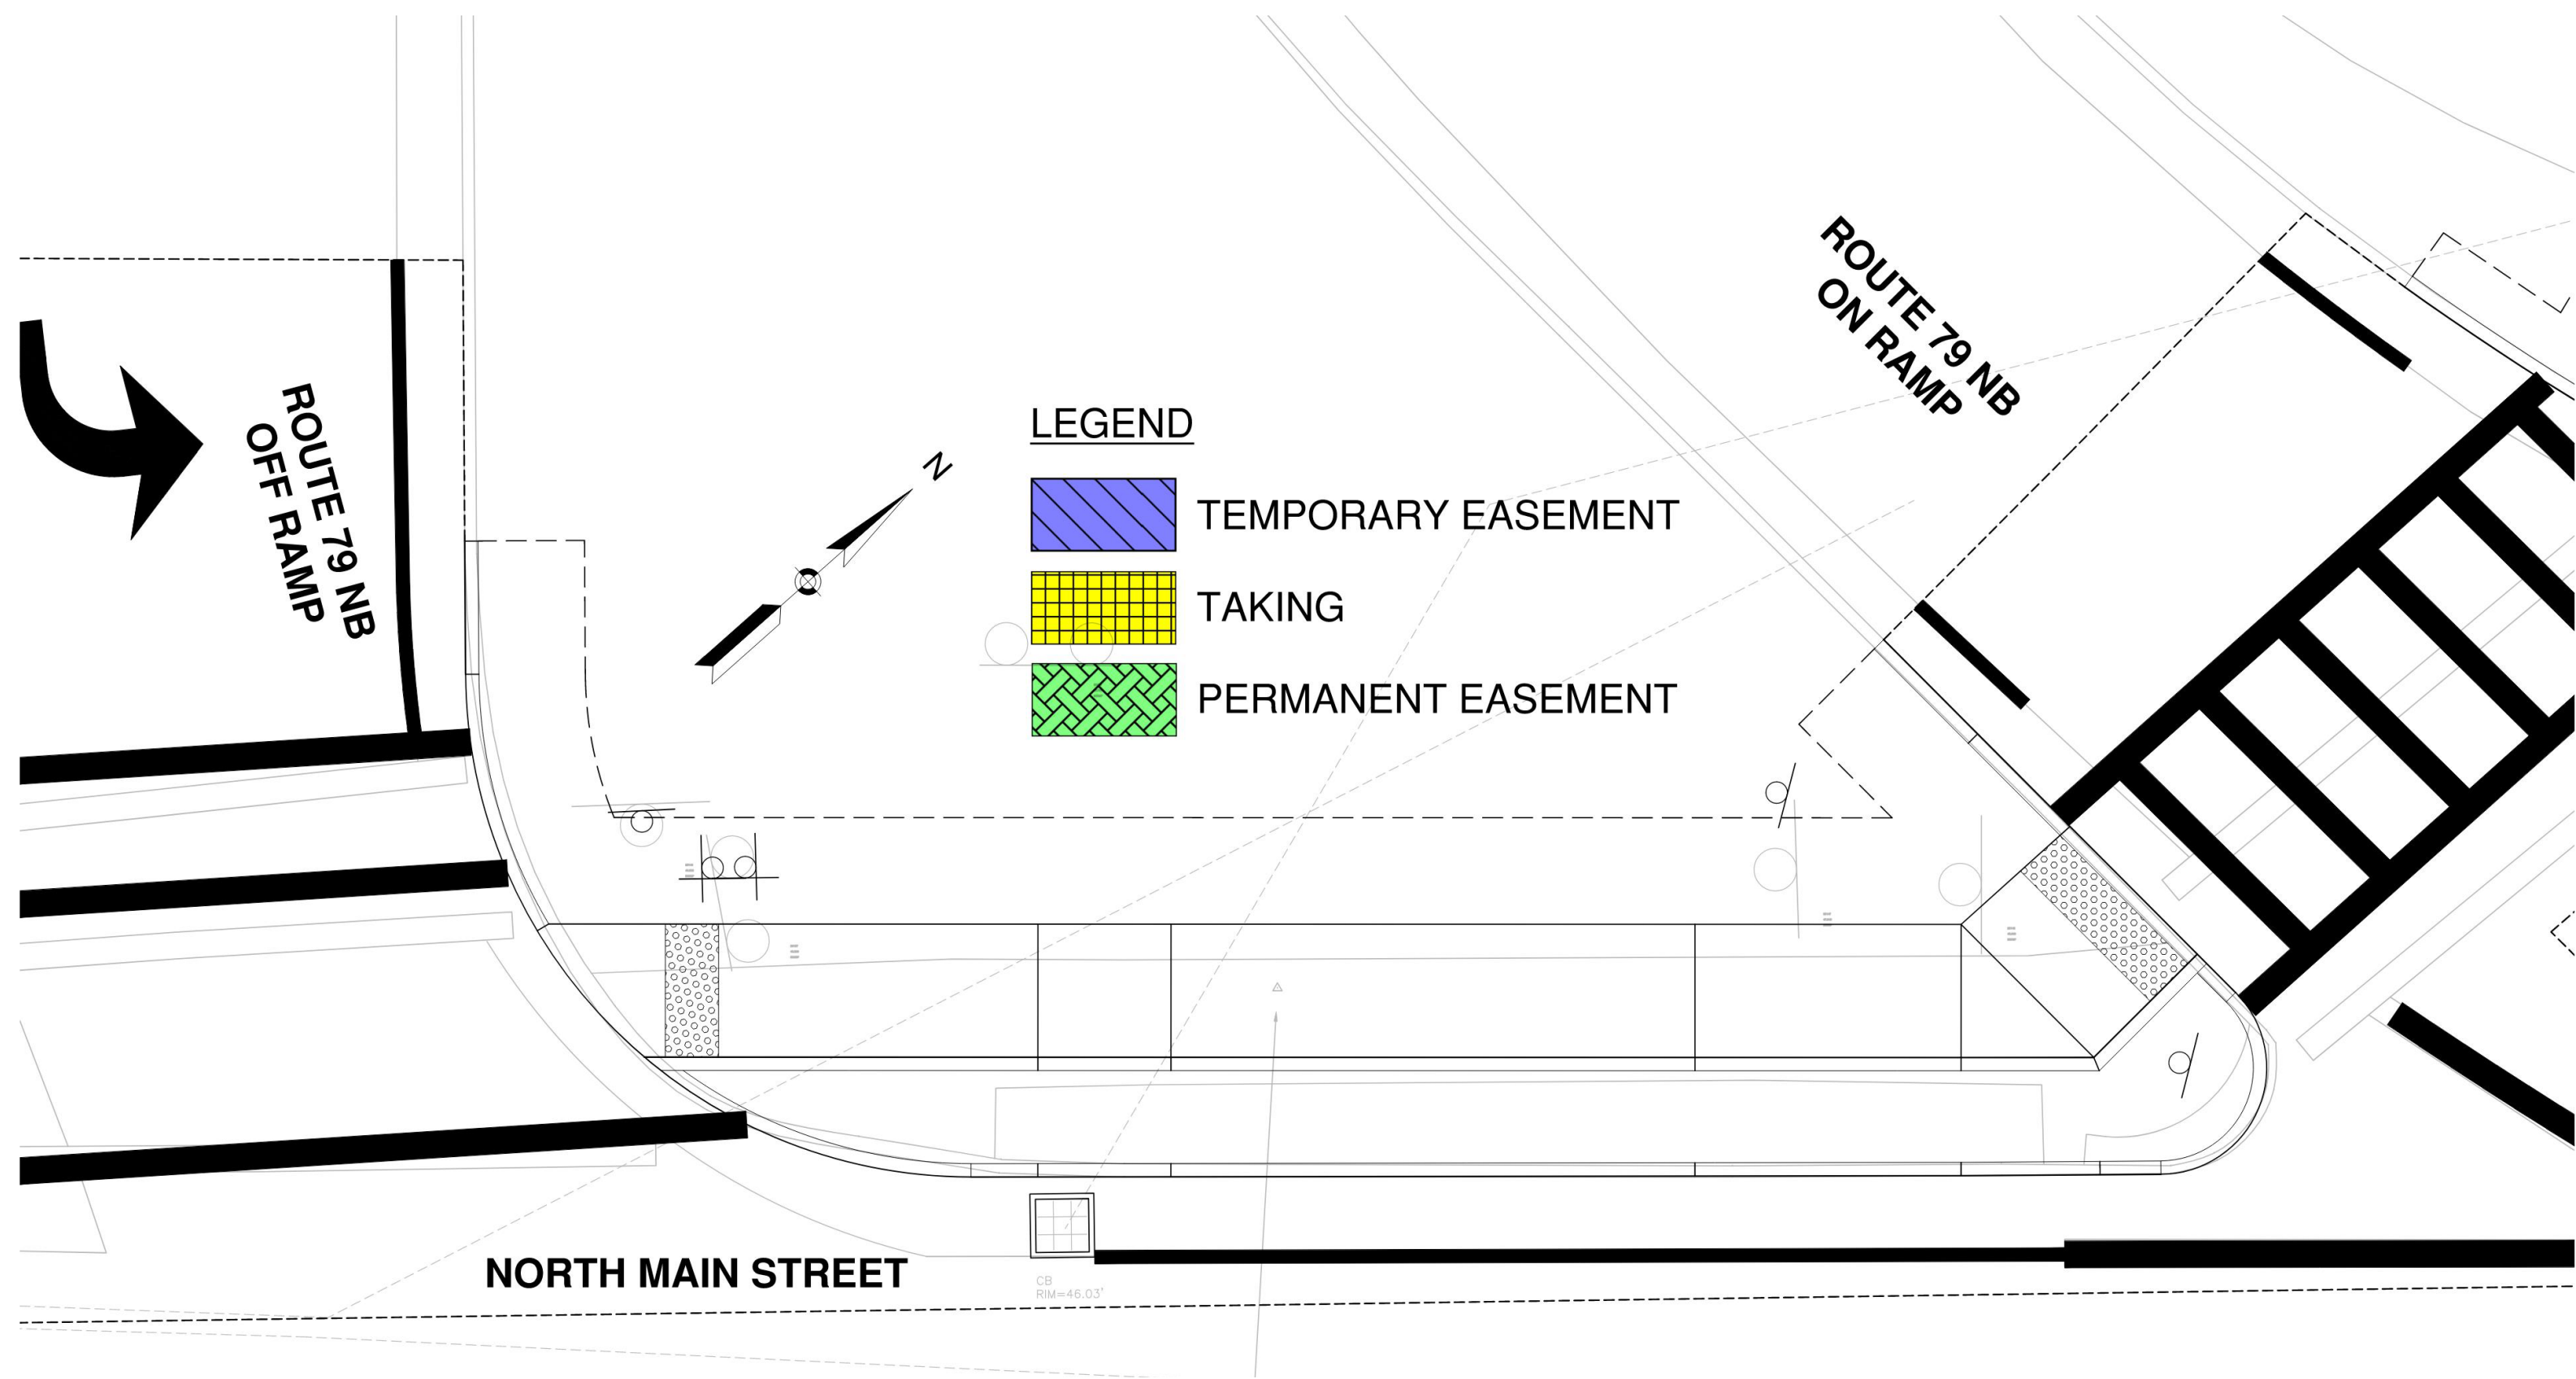 ROUTE 79 NB
ON RAMP
ROUTE 79 NB
OFF RAMP
N
LEGEND
TEMPORARY EASEMENT
TAKING
PERMANENT EASEMENT
NORTH MAIN STREET
CB
RIM=46.03'